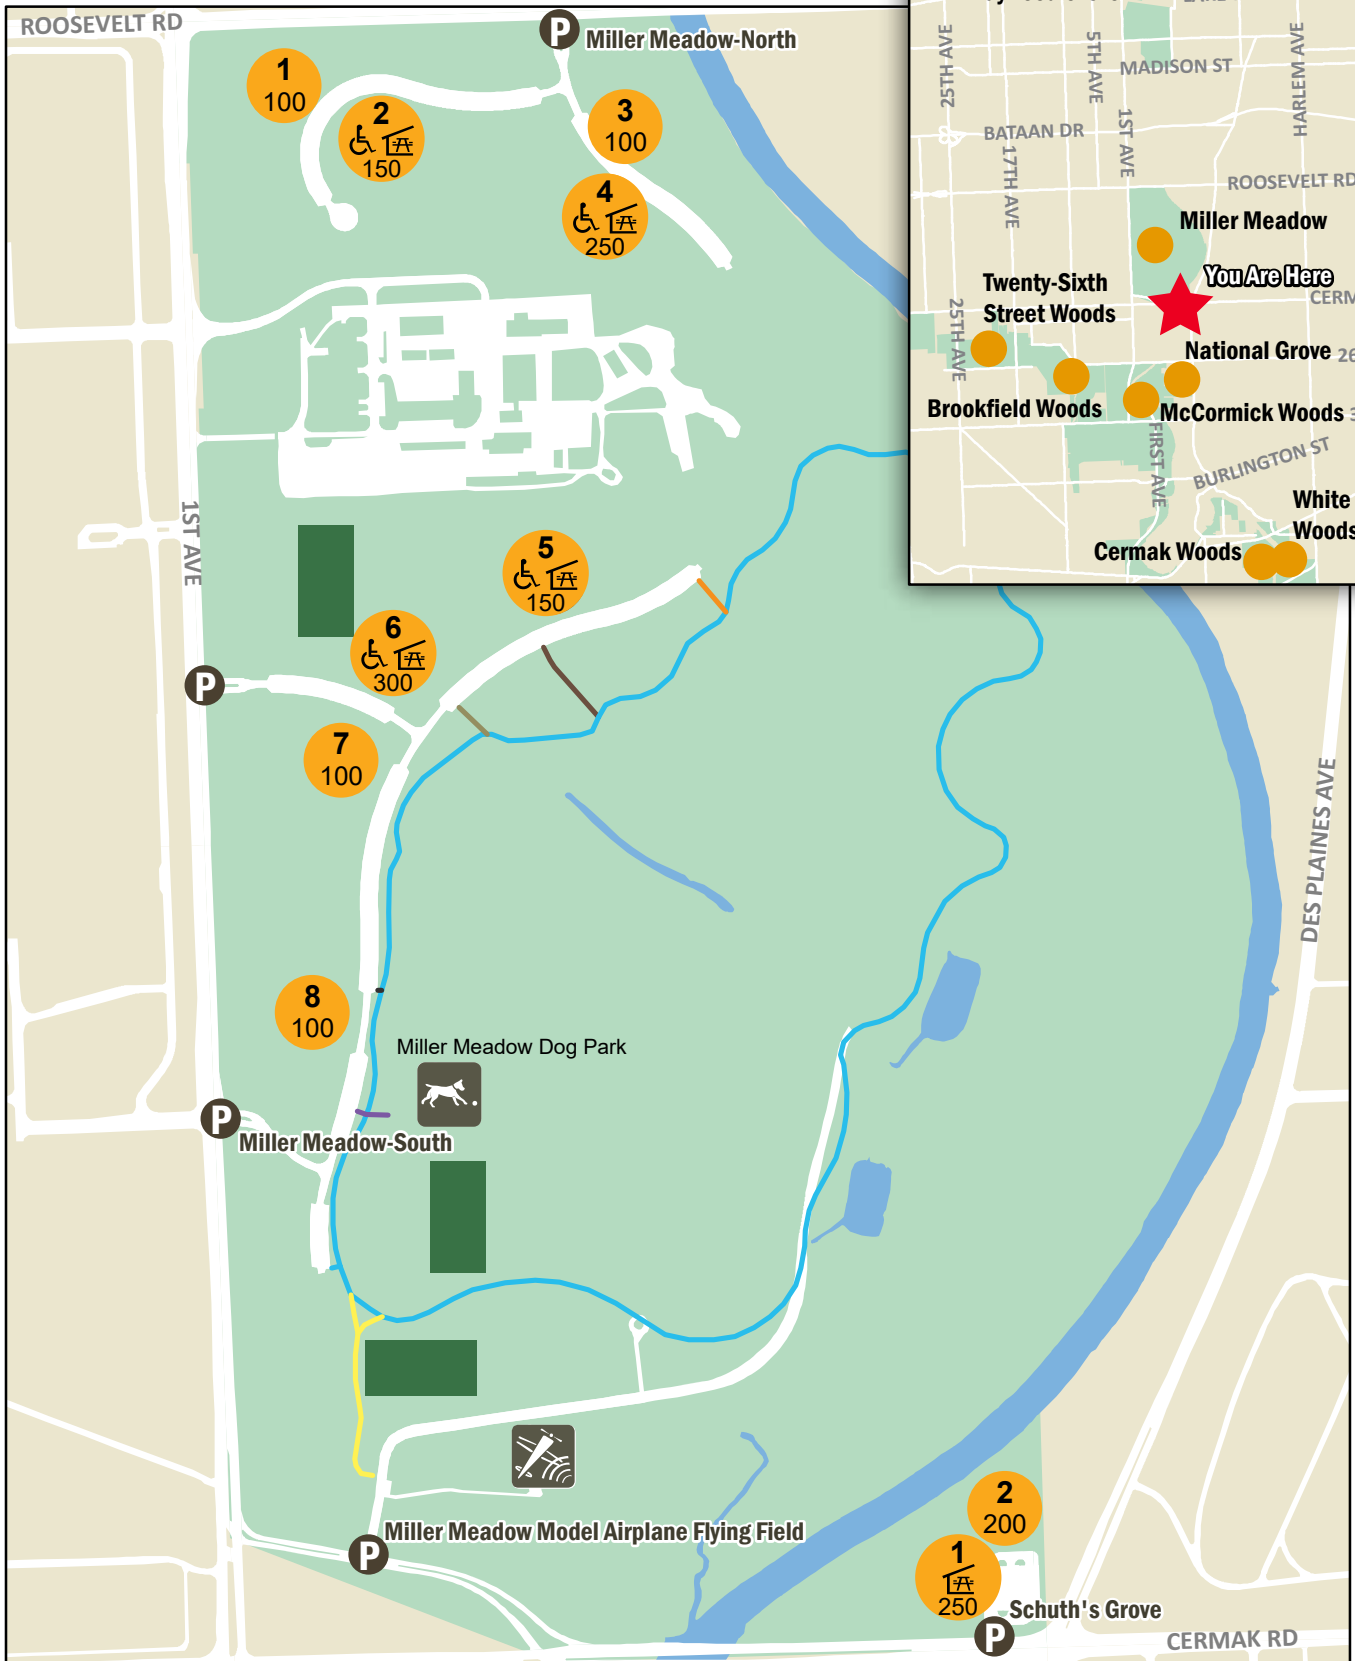 ROOSEVELT RD
P
Miller Meadow-North
1
100
2
150
3
100
4
250
1ST AVE
5
150
6
300
P
7
100
8
100
Miller Meadow Dog Park
P
Miller Meadow-South
DES PLAINES AVE
P
Miller Meadow Model Airplane Flying Field
2
200
1
250
Schuth's Grove
P
CERMAK RD
25TH AVE
5TH AVE
MADISON ST
HARLEM AVE
1ST AVE
BATAAN DR
17TH AVE
ROOSEVELT RD
Miller Meadow
You Are Here
Twenty-Sixth
Street Woods
CERM
25TH AVE
National Grove
26
Brookfield Woods
McCormick Woods
3
FIRST AVE
BURLINGTON ST
White
Woods
Cermak Woods